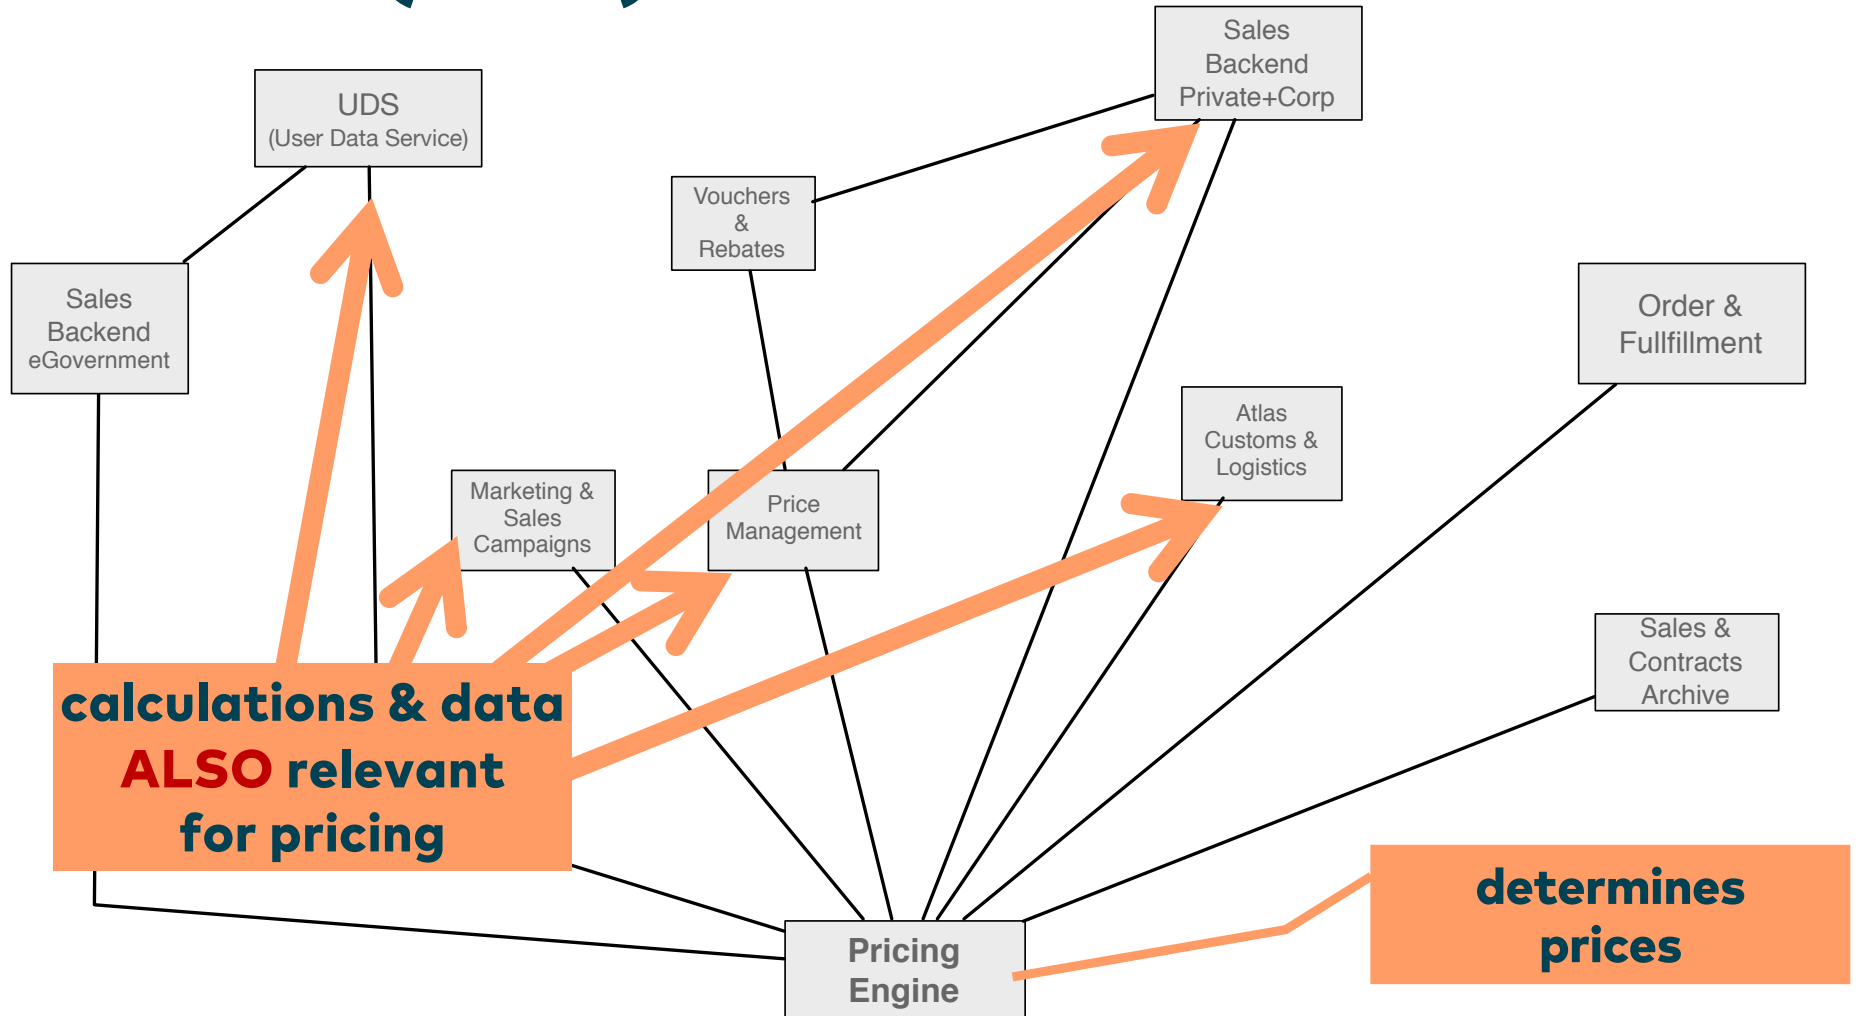 Sales
Backend
Private+Corp
UDS
(User Data Service)
Vouchers
&
Rebates
Sales
Backend
eGovernment
Order &
Fullfillment
Atlas
Customs &
Logistics
Marketing &
Sales
Campaigns
Price
Management
Sales &
Contracts
Archive
calculations & data
ALSO relevant
for pricing
determines
prices
Pricing
Engine